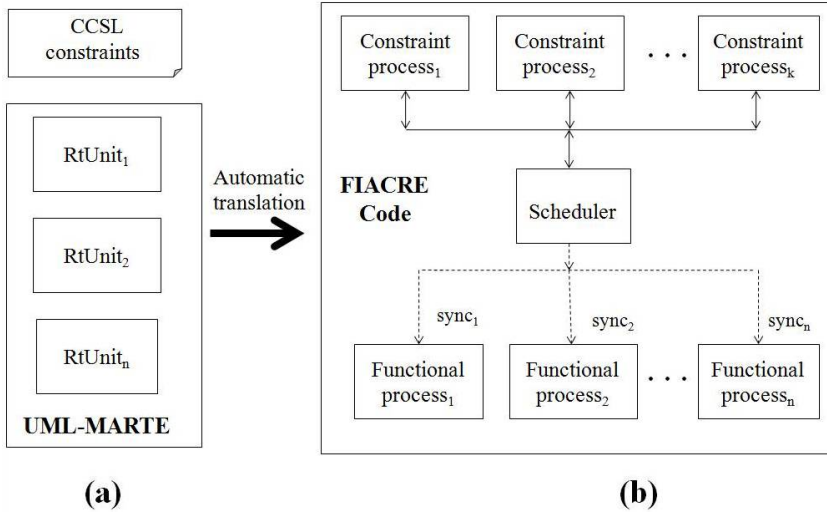 CCSL
constraints
RtUnit₁
RtUnit₂
RtUnitₙ
UML-MARTE
(a)
Automatic
translation
Constraint
process₁
Constraint
process₂
. . .
Constraint
processₖ
FIACRE
Code
Scheduler
sync₁
sync₂
syncₙ
Functional
process₁
Functional
process₂
. . .
Functional
processₙ
(b)